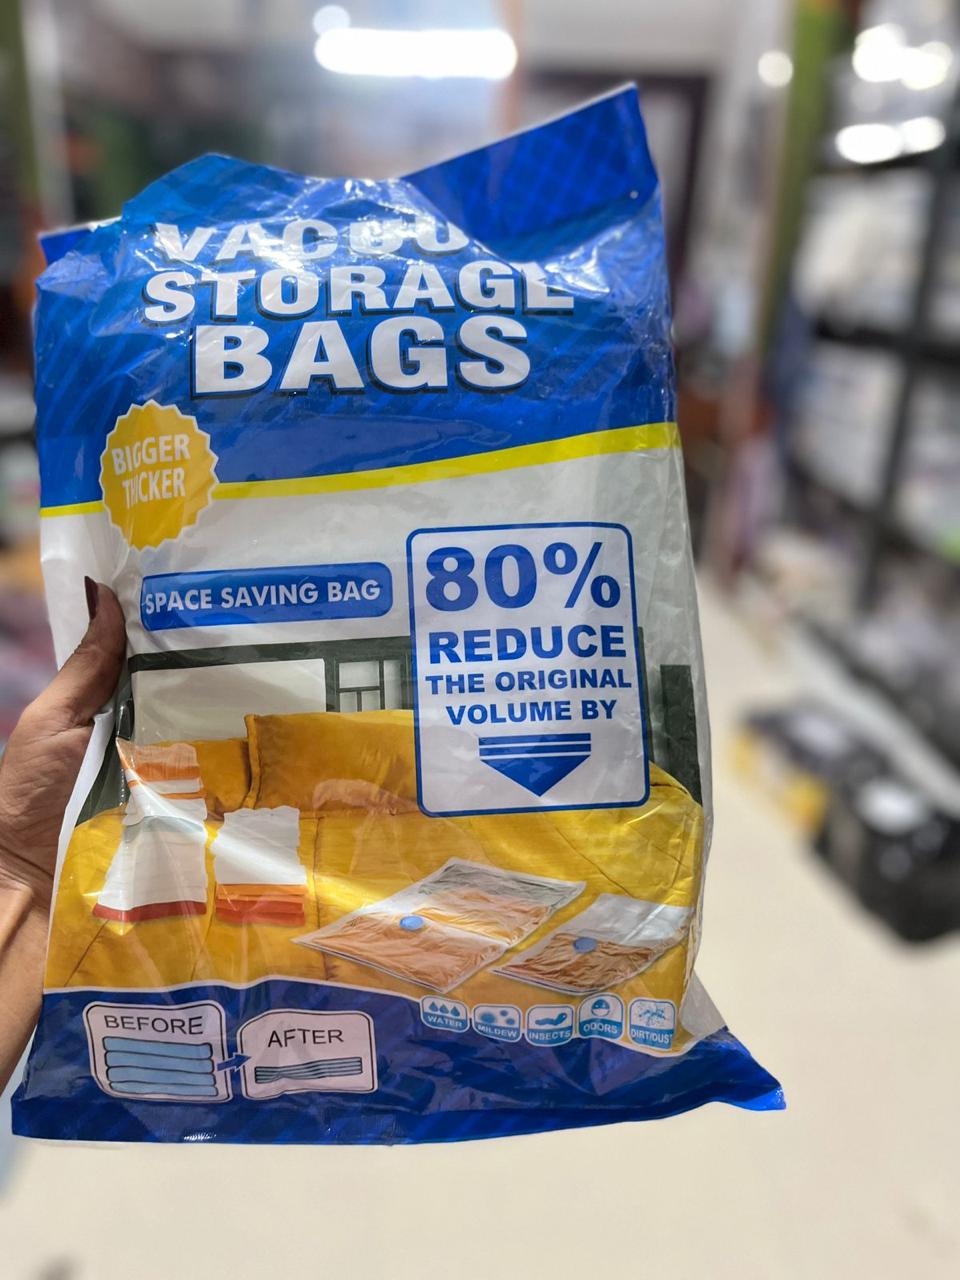 STORAGE
BAGS
BIGGER
THICKER
SPACE SAVING BAG
80%
REDUCE
THE ORIGINAL
VOLUME BY
BEFORE
AFTER
WATER
MILDEW
INSECTS
ODORS
DIRT/DUST